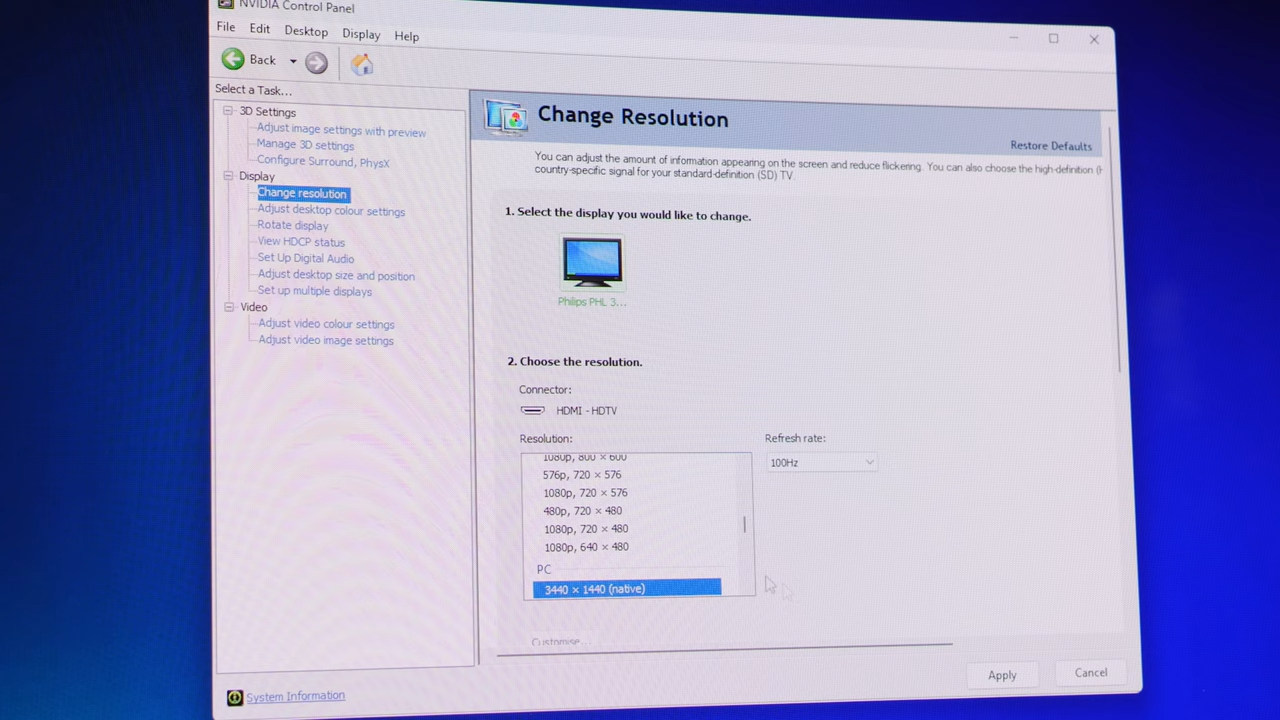 NVIDIA Control Panel
File Edit Desktop Display Help
Back
Select a Task...
3D Settings
Adjust image settings with preview
Manage 3D settings
Configure Surround, PhysX
Display
Change resolution
Adjust desktop colour settings
Rotate display
View HDCP status
Set Up Digital Audio
Adjust desktop size and position
Set up multiple displays
Video
Adjust video colour settings
Adjust video image settings
System Information
Change Resolution
Restore Defaults
You can adjust the amount of information appearing on the screen and reduce flickering. You can also choose the high-definition (H
country-specific signal for your standard-definition (SD) TV.
1. Select the display you would like to change.
Philips PHL 3...
2. Choose the resolution.
Connector:
HDMI - HDTV
Resolution:
1080p, 800 × 600
576p, 720 × 576
1080p, 720 × 576
480p, 720 × 480
1080p, 720 × 480
1080p, 640 × 480
PC
3440 × 1440 (native)
Refresh rate:
100Hz
Customise...
Apply
Cancel